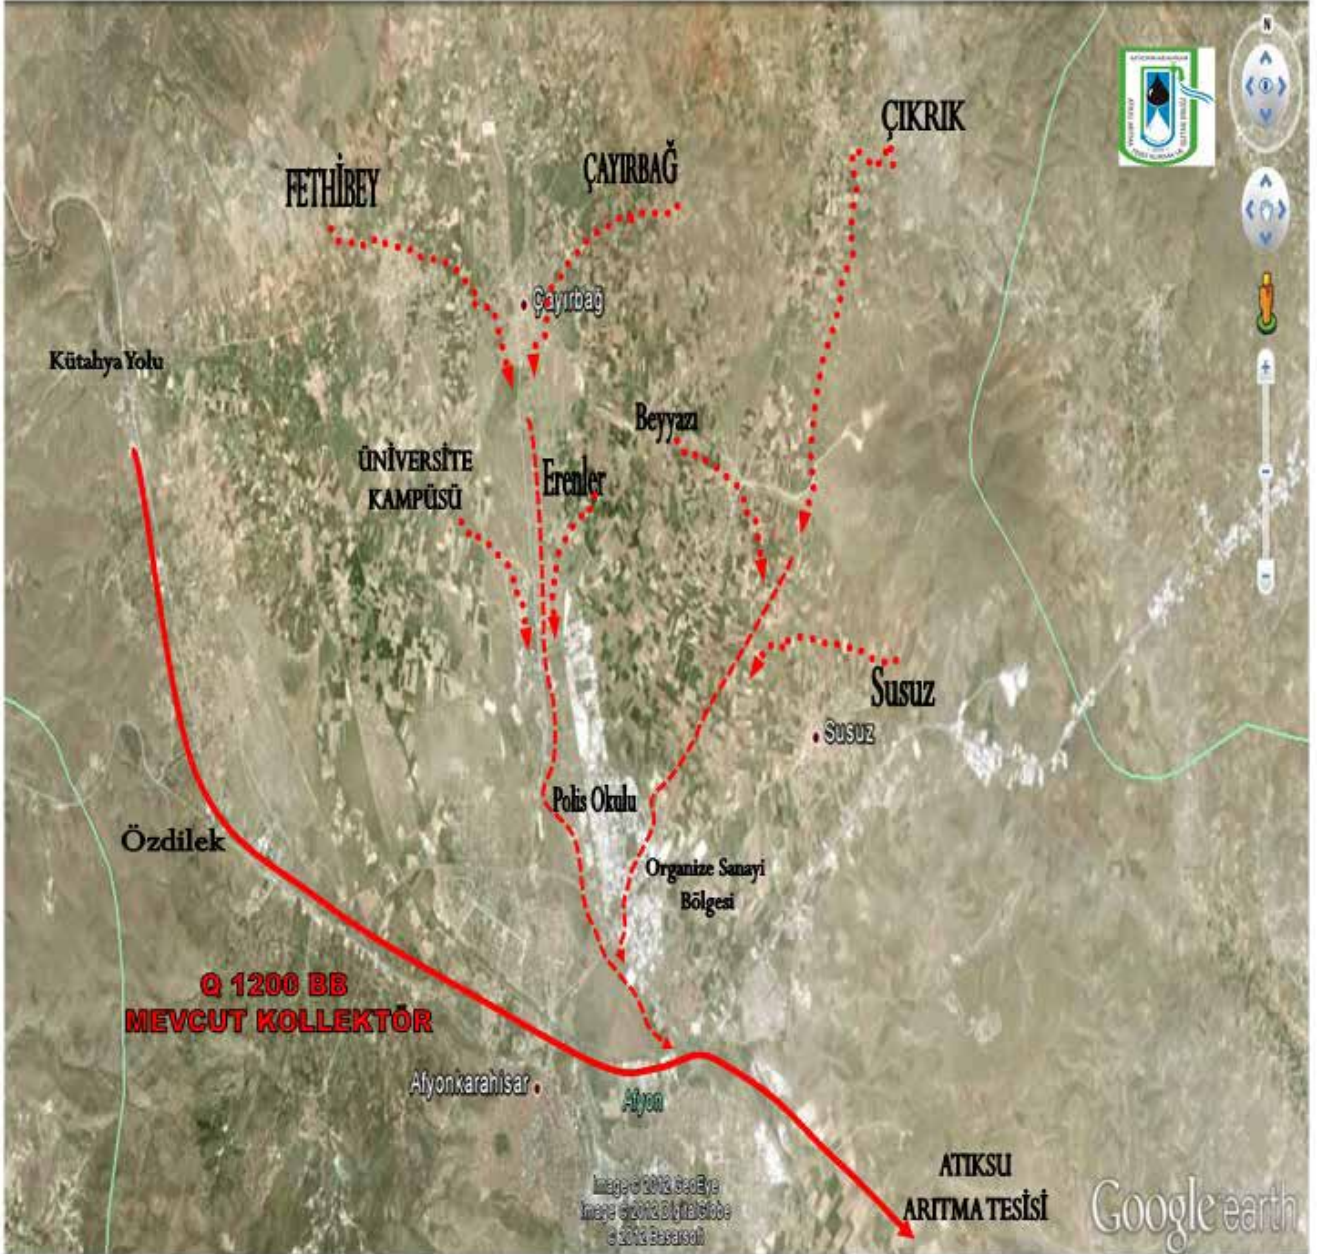 N
ÇIKRIK
ÇAYIRBAĞ
FETHİBEY
Çayırbağ
Kütahya Yolu
Beyyazı
ÜNİVERSİTE
KAMPÜSÜ
Erenler
Susuz
Susuz
Polis Okulu
Özdilek
Organize Sanayi
Bölgesi
Q 1200 BB
MEVCUT KOLLEKTÖR
Afyonkarahisar
Afyon
ATIKSU
ARITMA TESİSİ
Image © 2012 GeoEye
Image © 2012 DigitalGlobe
© 2012 Basarsoft
Google earth